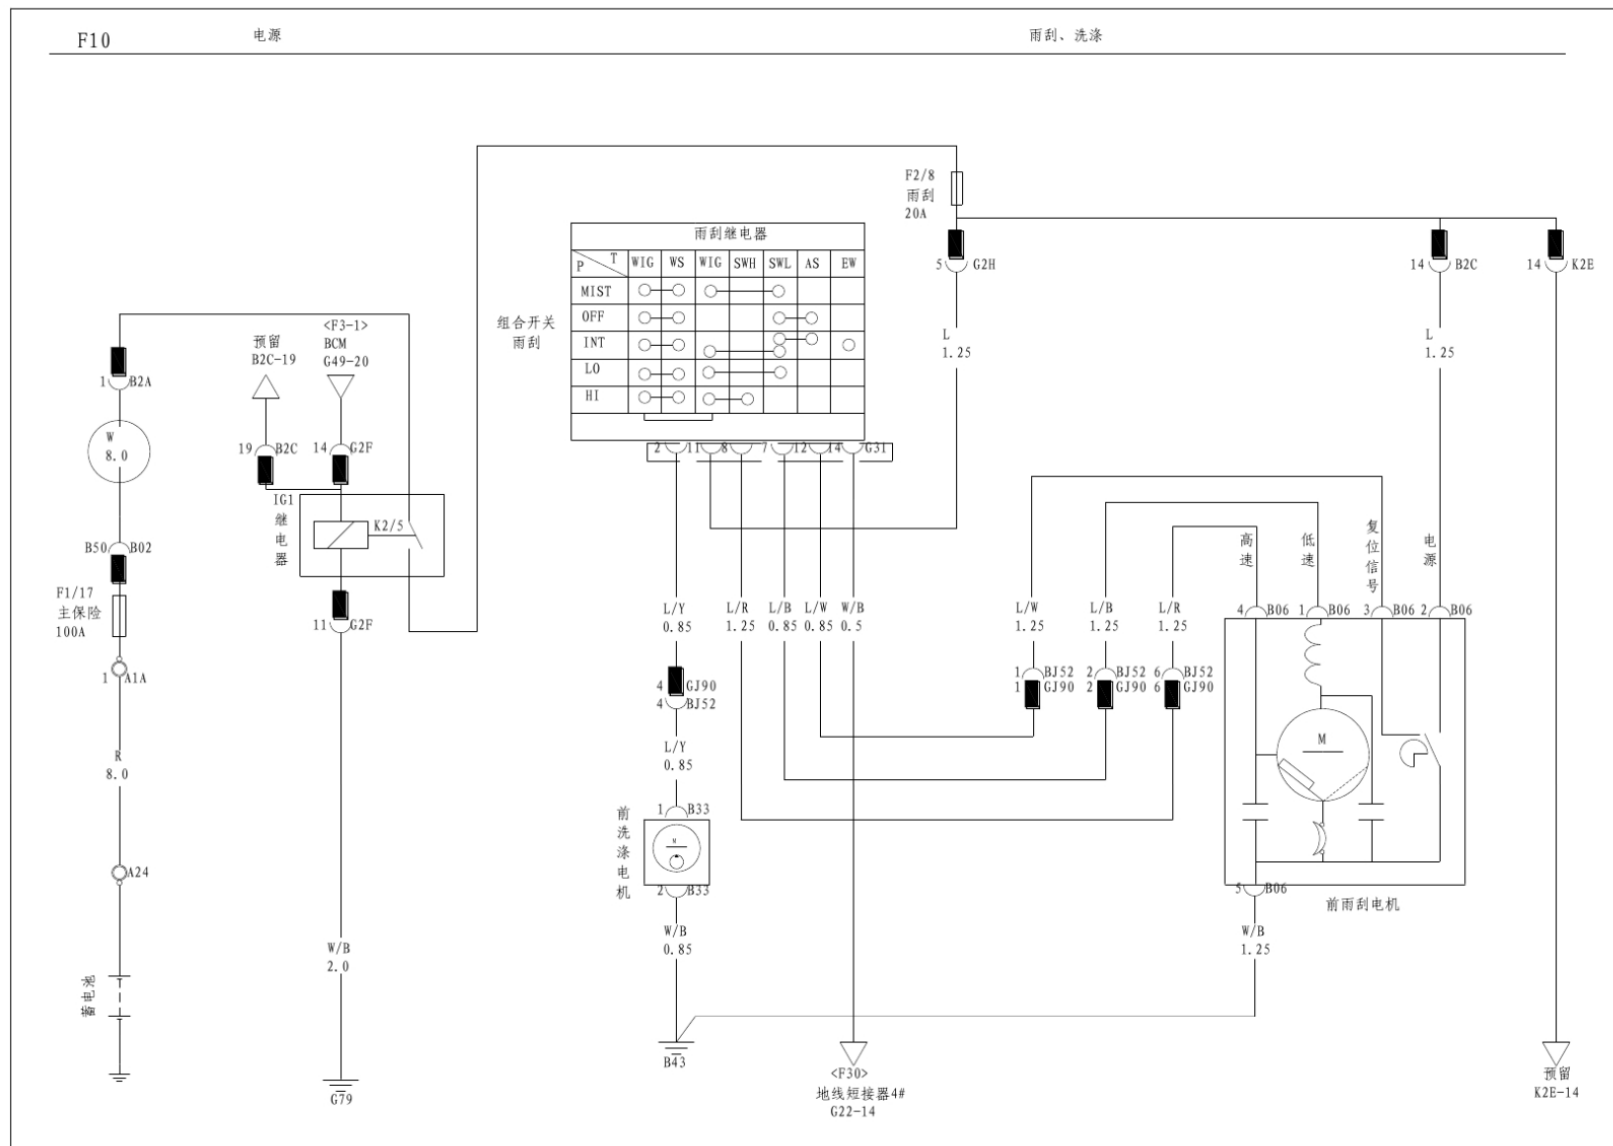 F10
电源
雨刮、洗涤
F2/8
雨刮
20A
5 G2H
14 B2C
14 K2E
雨刮继电器
P T WIG WS WIG SWH SWL AS EW
MIST
OFF
INT
LO
HI
组合开关
雨刮
2 11 8 7 12 14 G31
<F3-1>
BCM
G49-20
预留
B2C-19
1 B2A
W
8.0
19 B2C
14 G2F
IG1
继
电
器
K2/5
B50 B02
F1/17
主保险
100A
11 G2F
1 A1A
R
8.0
A24
蓄电池
W/B
2.0
G79
L
1.25
L
1.25
L/Y
0.85
L/R
1.25
L/B
0.85
L/W
0.85
W/B
0.5
4 GJ90
4 BJ52
L/Y
0.85
1 B33
前
洗
涤
电
机
M
2 B33
W/B
0.85
B43
<F30>
地线短接器4#
G22-14
L/W
1.25
L/B
1.25
L/R
1.25
1 BJ52
1 GJ90
2 BJ52
2 GJ90
6 BJ52
6 GJ90
高速
低速
复位信号
电源
4 B06
1 B06
3 B06
2 B06
M
5 B06
前雨刮电机
W/B
1.25
预留
K2E-14